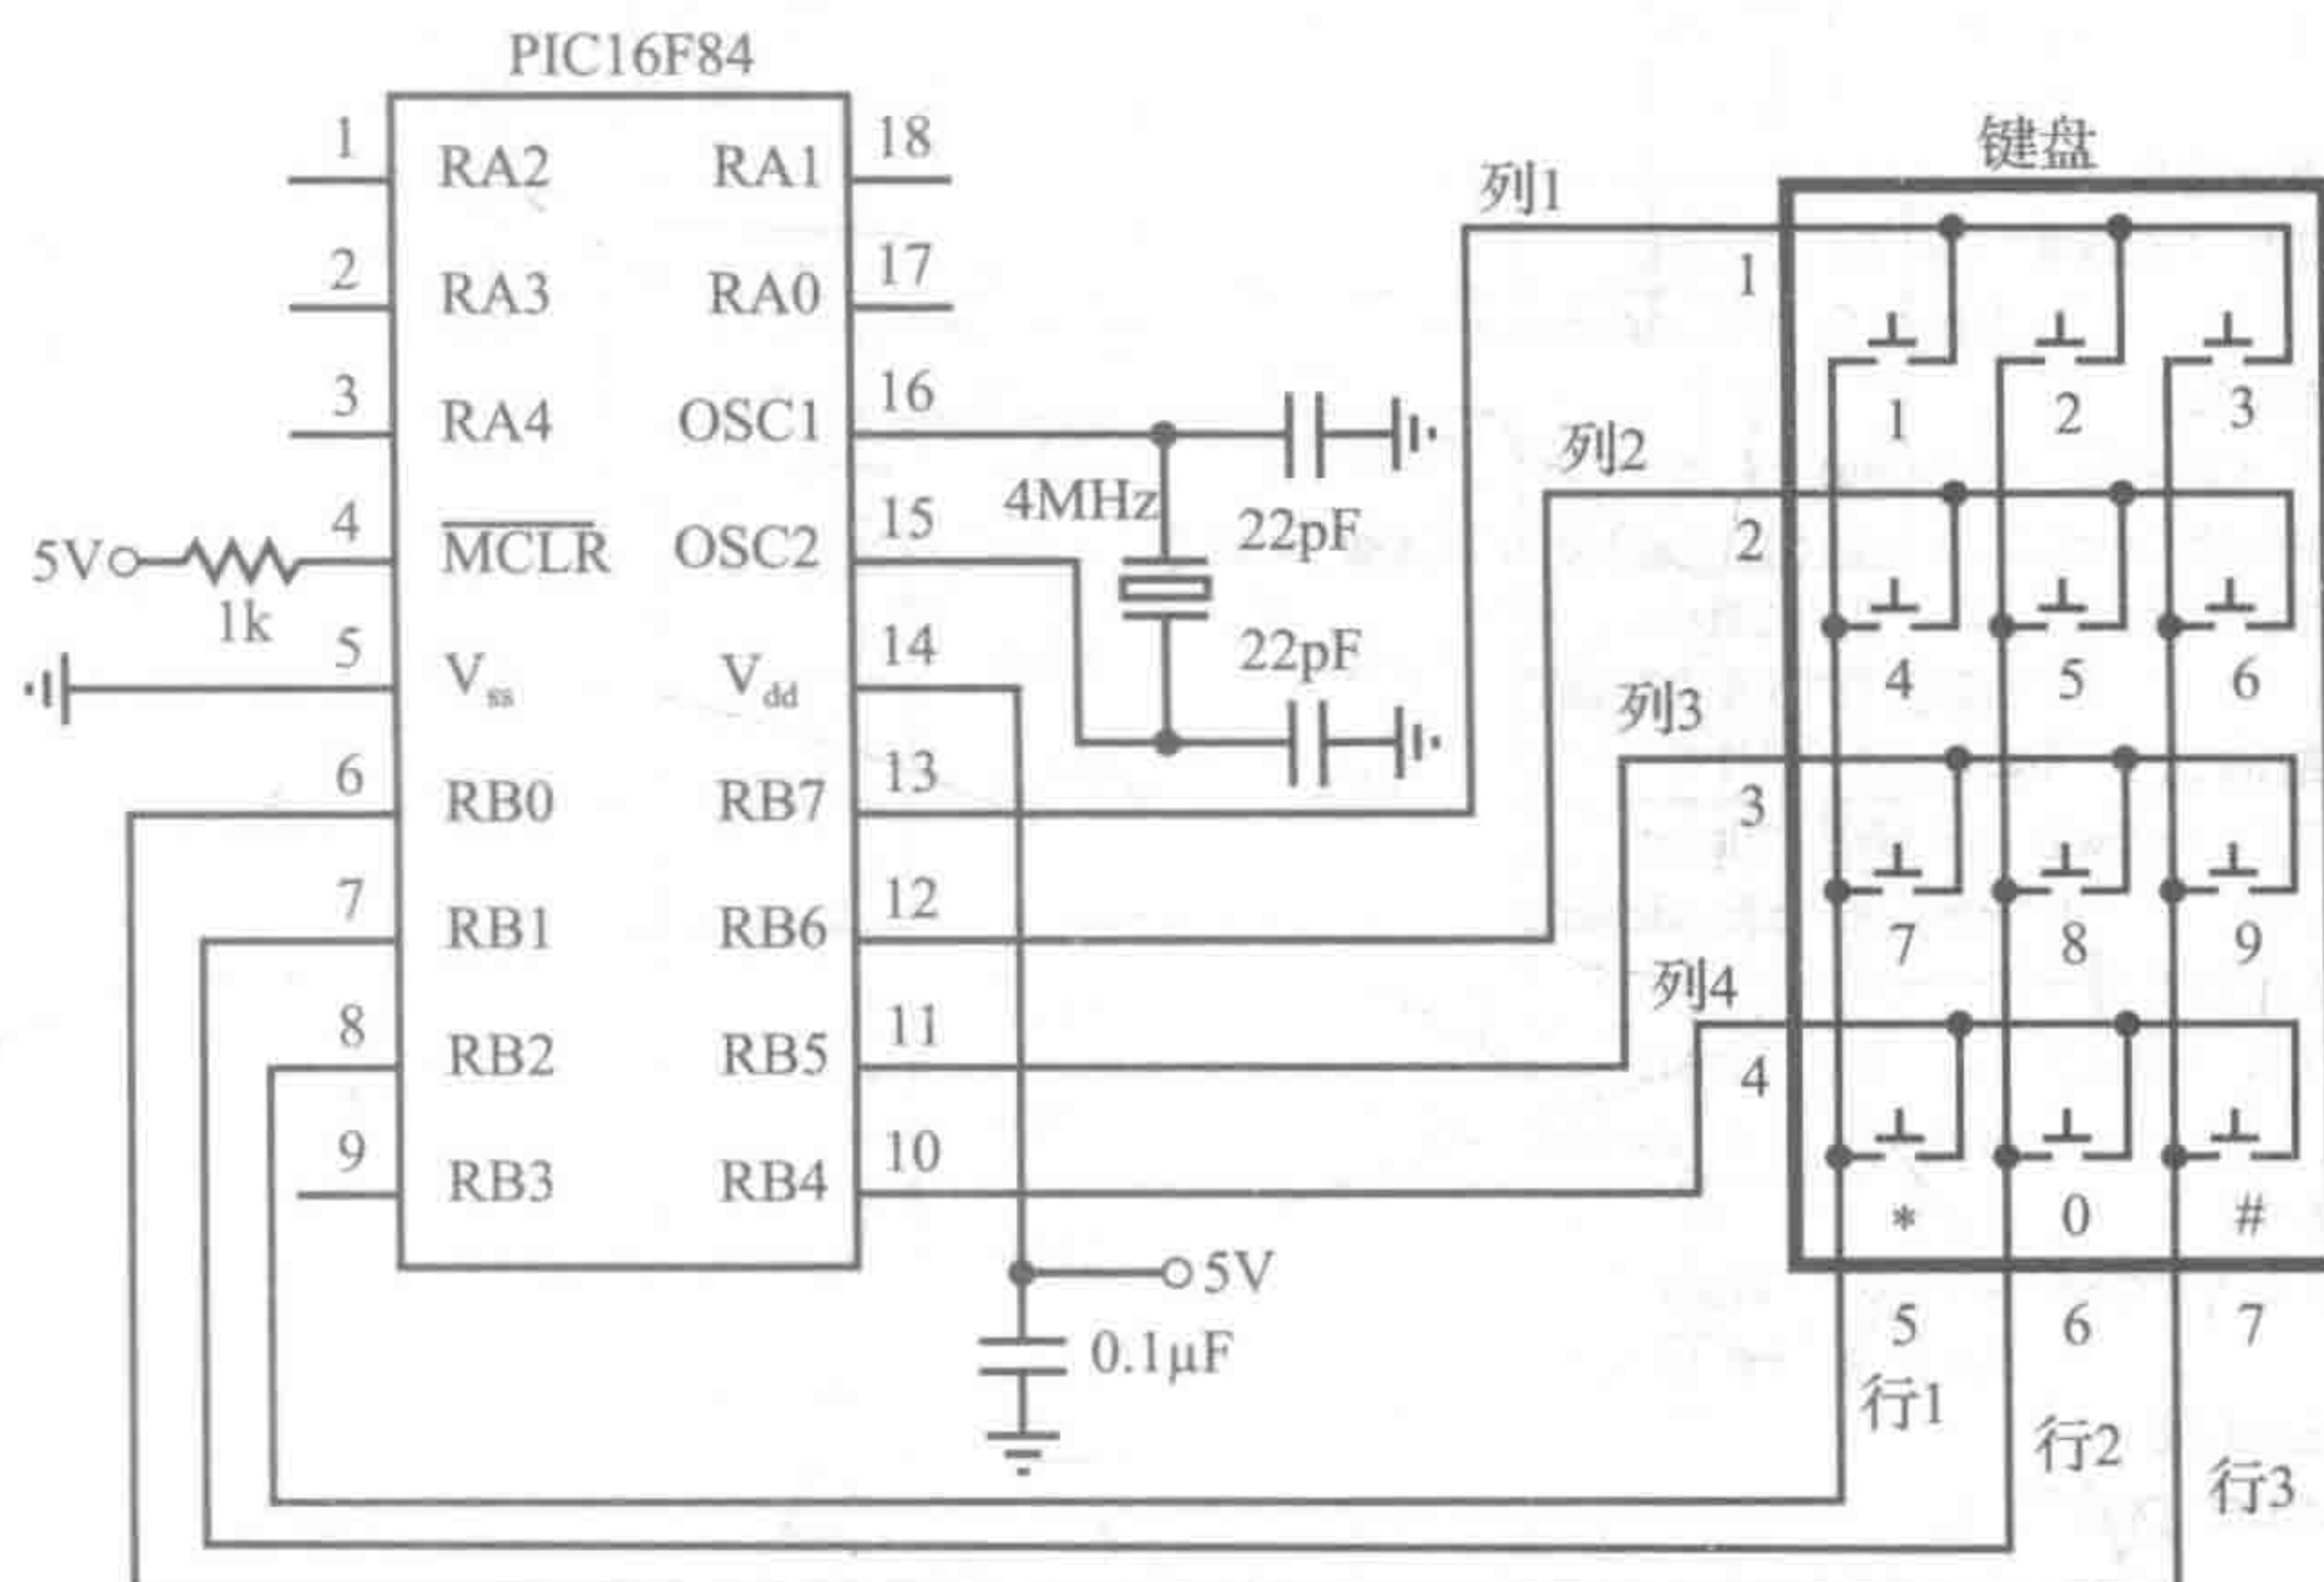 PIC16F84
键盘
1 RA2 RA1 18
2 RA3 RA0 17
3 RA4 OSC1 16
4 MCLR OSC2 15
5 Vss Vdd 14
6 RB0 RB7 13
7 RB1 RB6 12
8 RB2 RB5 11
9 RB3 RB4 10
5V
1k
4MHz
22pF
22pF
5V
0.1μF
列1
1
列2
2
列3
3
列4
4
1 2 3
4 5 6
7 8 9
* 0 #
5 6 7
行1
行2
行3